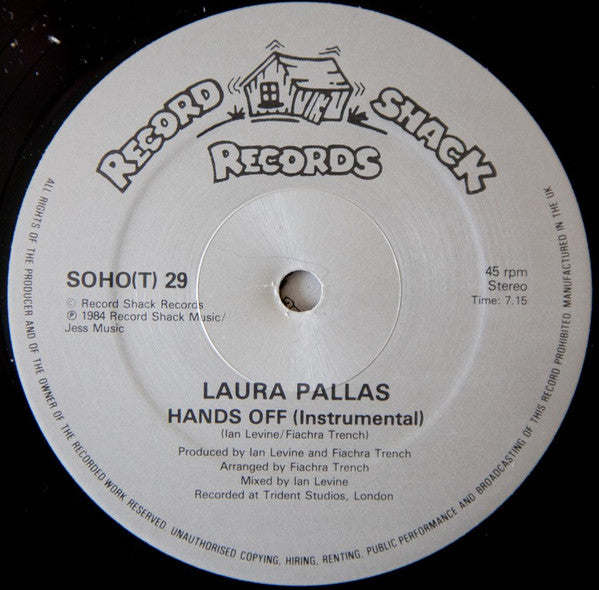 RECORD SHACK
RECORDS
SOHO(T) 29
© Record Shack Records
℗ 1984 Record Shack Music/
Jess Music
45 rpm
Stereo
Time: 7.15
LAURA PALLAS
HANDS OFF (Instrumental)
(Ian Levine/Fiachra Trench)
Produced by Ian Levine and Fiachra Trench
Arranged by Fiachra Trench
Mixed by Ian Levine
Recorded at Trident Studios, London
ALL RIGHTS OF THE PRODUCER AND OF THE OWNER OF THE RECORDED WORK RESERVED. UNAUTHORISED COPYING, HIRING, RENTING, PUBLIC PERFORMANCE AND BROADCASTING OF THIS RECORD PROHIBITED. MANUFACTURED IN THE UK